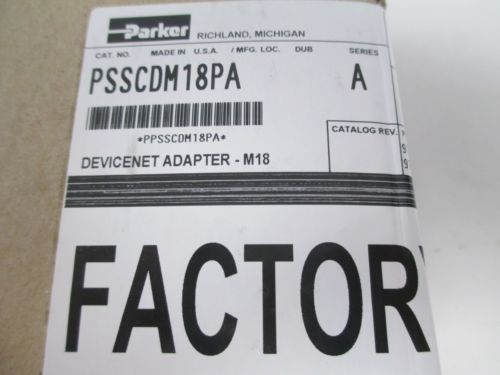 Parker RICHLAND, MICHIGAN
CAT. NO. MADE IN U.S.A. / MFG. LOC. DUB SERIES
PSSCDM18PA A
*PPSSCDM18PA*
CATALOG REV.
DEVICENET ADAPTER - M18
FACTOR